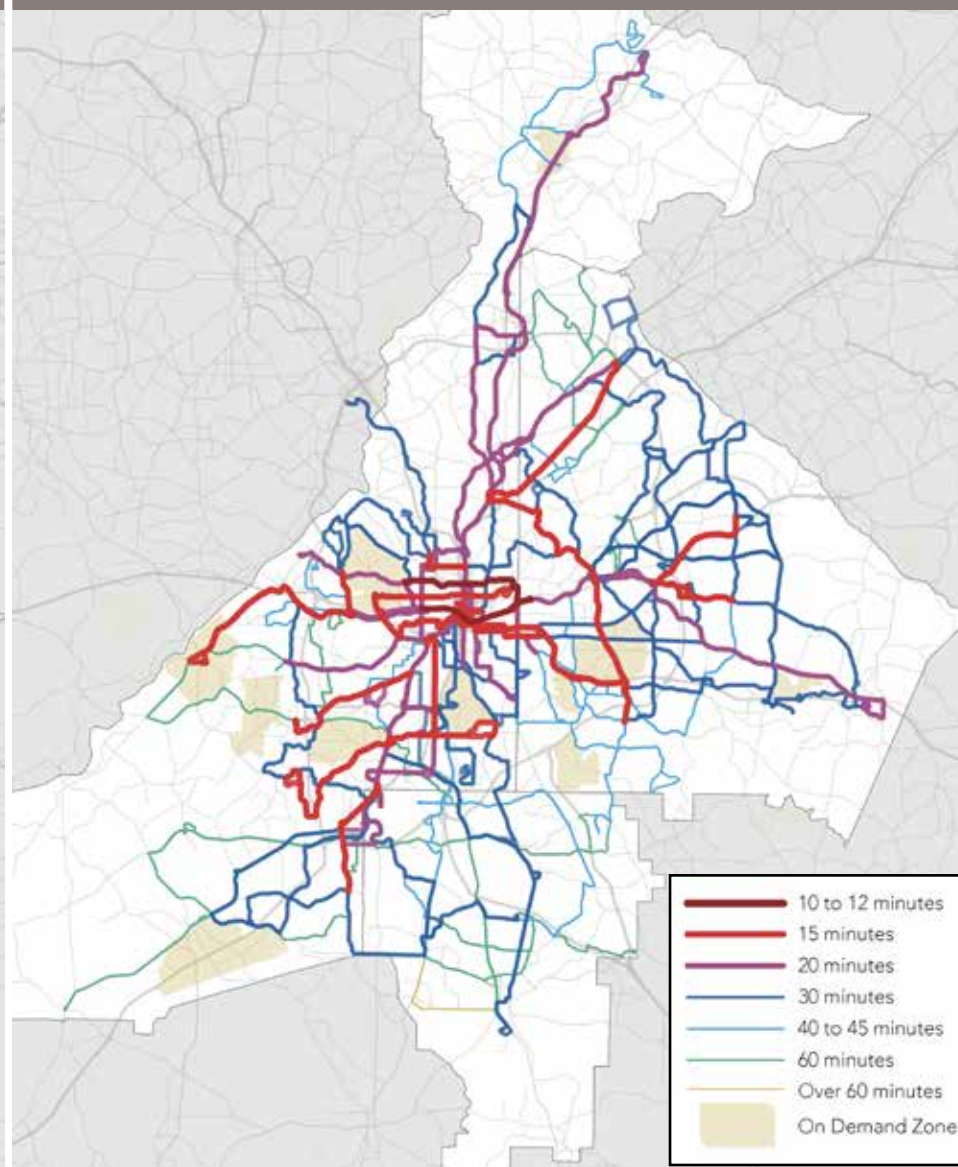 10 to 12 minutes
15 minutes
20 minutes
30 minutes
40 to 45 minutes
60 minutes
Over 60 minutes
On Demand Zone